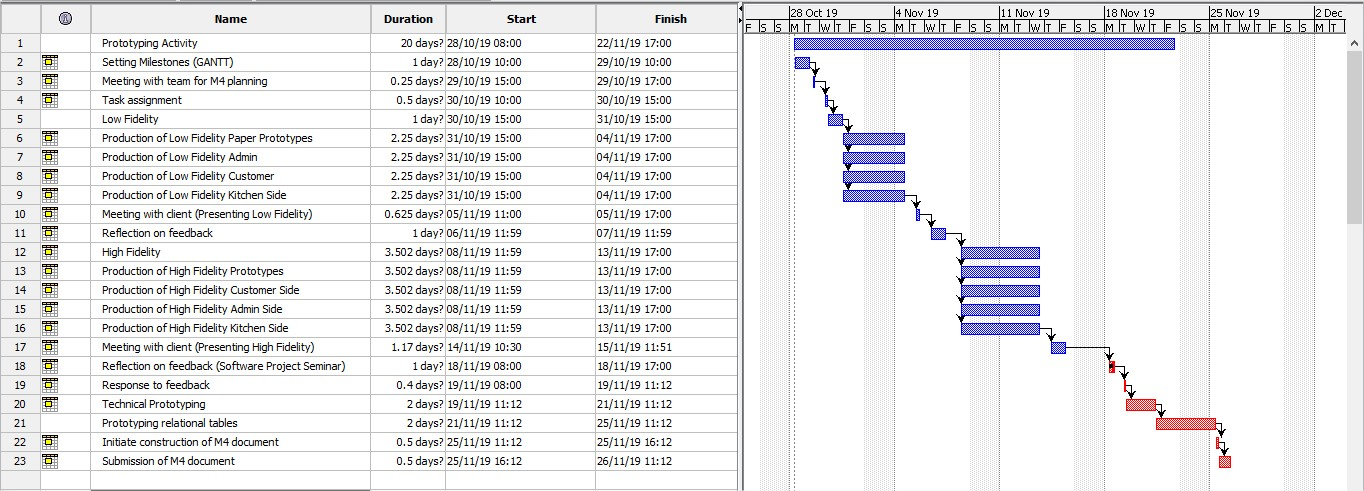 Name Duration Start Finish 28 Oct 19 4 Nov 19 11 Nov 19 18 Nov 19 25 Nov 19 2 Dec
F S S M T W T F S S M T W T F S S M T W T F S S M T W T F S S M T W T F S S M T
1 Prototyping Activity 20 days? 28/10/19 08:00 22/11/19 17:00
2 Setting Milestones (GANTT) 1 day? 28/10/19 10:00 29/10/19 10:00
3 Meeting with team for M4 planning 0.25 days? 29/10/19 15:00 29/10/19 17:00
4 Task assignment 0.5 days? 30/10/19 10:00 30/10/19 15:00
5 Low Fidelity 1 day? 30/10/19 15:00 31/10/19 15:00
6 Production of Low Fidelity Paper Prototypes 2.25 days? 31/10/19 15:00 04/11/19 17:00
7 Production of Low Fidelity Admin 2.25 days? 31/10/19 15:00 04/11/19 17:00
8 Production of Low Fidelity Customer 2.25 days? 31/10/19 15:00 04/11/19 17:00
9 Production of Low Fidelity Kitchen Side 2.25 days? 31/10/19 15:00 04/11/19 17:00
10 Meeting with client (Presenting Low Fidelity) 0.625 days? 05/11/19 11:00 05/11/19 17:00
11 Reflection on feedback 1 day? 06/11/19 11:59 07/11/19 11:59
12 High Fidelity 3.502 days? 08/11/19 11:59 13/11/19 17:00
13 Production of High Fidelity Prototypes 3.502 days? 08/11/19 11:59 13/11/19 17:00
14 Production of High Fidelity Customer Side 3.502 days? 08/11/19 11:59 13/11/19 17:00
15 Production of High Fidelity Admin Side 3.502 days? 08/11/19 11:59 13/11/19 17:00
16 Production of High Fidelity Kitchen Side 3.502 days? 08/11/19 11:59 13/11/19 17:00
17 Meeting with client (Presenting High Fidelity) 1.17 days? 14/11/19 10:30 15/11/19 11:51
18 Reflection on feedback (Software Project Seminar) 1 day? 18/11/19 08:00 18/11/19 17:00
19 Response to feedback 0.4 days? 19/11/19 08:00 19/11/19 11:12
20 Technical Prototyping 2 days? 19/11/19 11:12 21/11/19 11:12
21 Prototyping relational tables 2 days? 21/11/19 11:12 25/11/19 11:12
22 Initiate construction of M4 document 0.5 days? 25/11/19 11:12 25/11/19 16:12
23 Submission of M4 document 0.5 days? 25/11/19 16:12 26/11/19 11:12